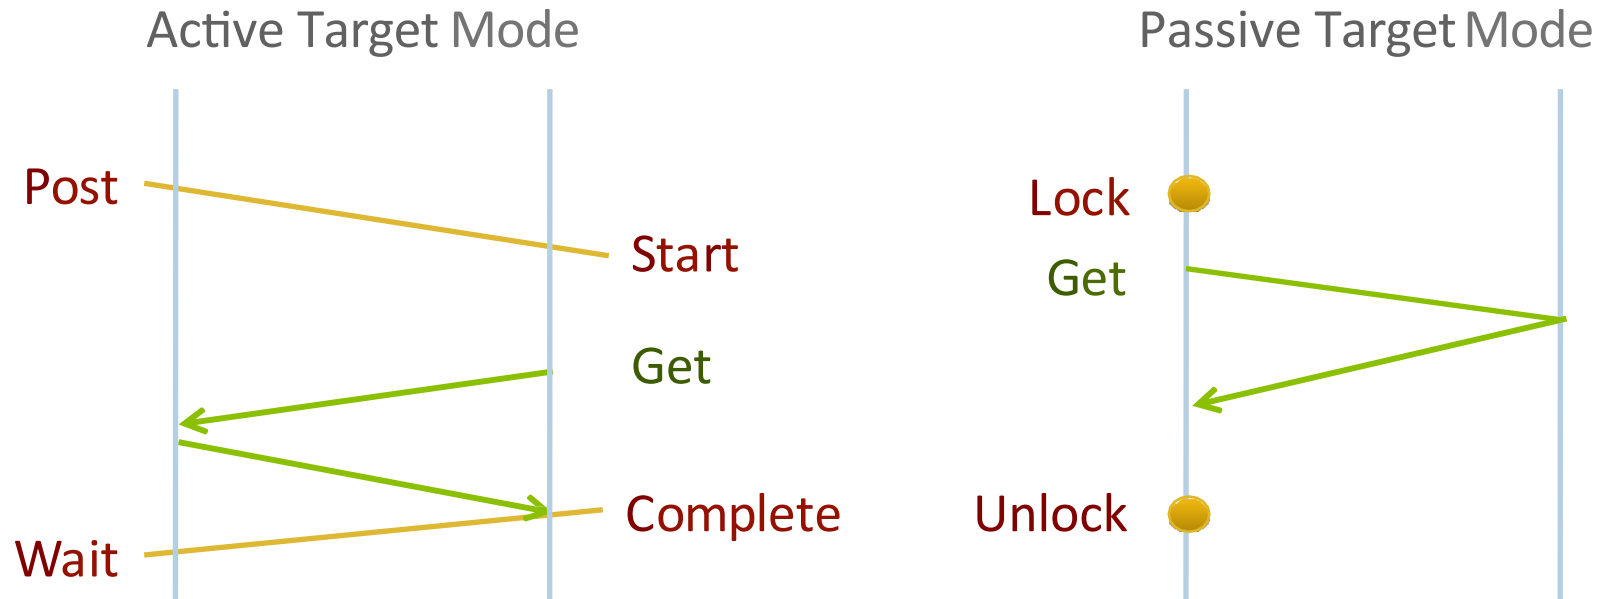 Active Target Mode
Post
Start
Get
Complete
Wait
Passive Target Mode
Lock
Get
Unlock